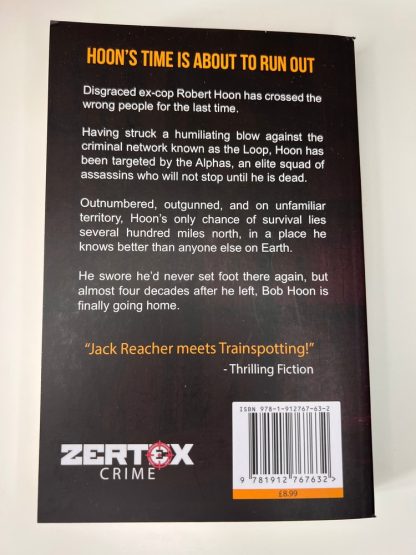 HOON'S TIME IS ABOUT TO RUN OUT
Disgraced ex-cop Robert Hoon has crossed the
wrong people for the last time.
Having struck a humiliating blow against the
criminal network known as the Loop, Hoon has
been targeted by the Alphas, an elite squad of
assassins who will not stop until he is dead.
Outnumbered, outgunned, and on unfamiliar
territory, Hoon's only chance of survival lies
several hundred miles north, in a place he
knows better than anyone else on Earth.
He swore he'd never set foot there again, but
almost four decades after he left, Bob Hoon is
finally going home.
“Jack Reacher meets Trainspotting!”
- Thrilling Fiction
ISBN 978-1-912767-63-2
9 781912 767632 >
£8.99
ZERTEX
CRIME